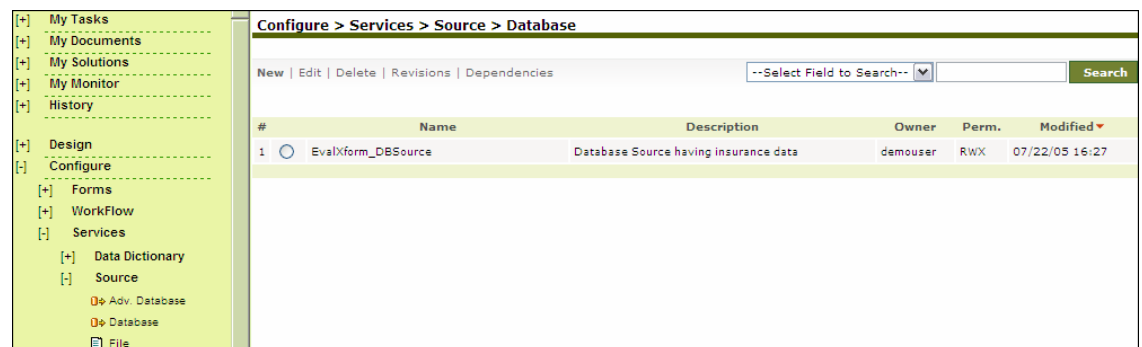 [+] My Tasks
[+] My Documents
[+] My Solutions
[+] My Monitor
[+] History
[+] Design
[-] Configure
[+] Forms
[+] WorkFlow
[-] Services
[+] Data Dictionary
[-] Source
Adv. Database
Database
File
Configure > Services > Source > Database
New | Edit | Delete | Revisions | Dependencies
--Select Field to Search-- Search
# Name Description Owner Perm. Modified
1 EvalXform_DBSource Database Source having insurance data demouser RWX 07/22/05 16:27